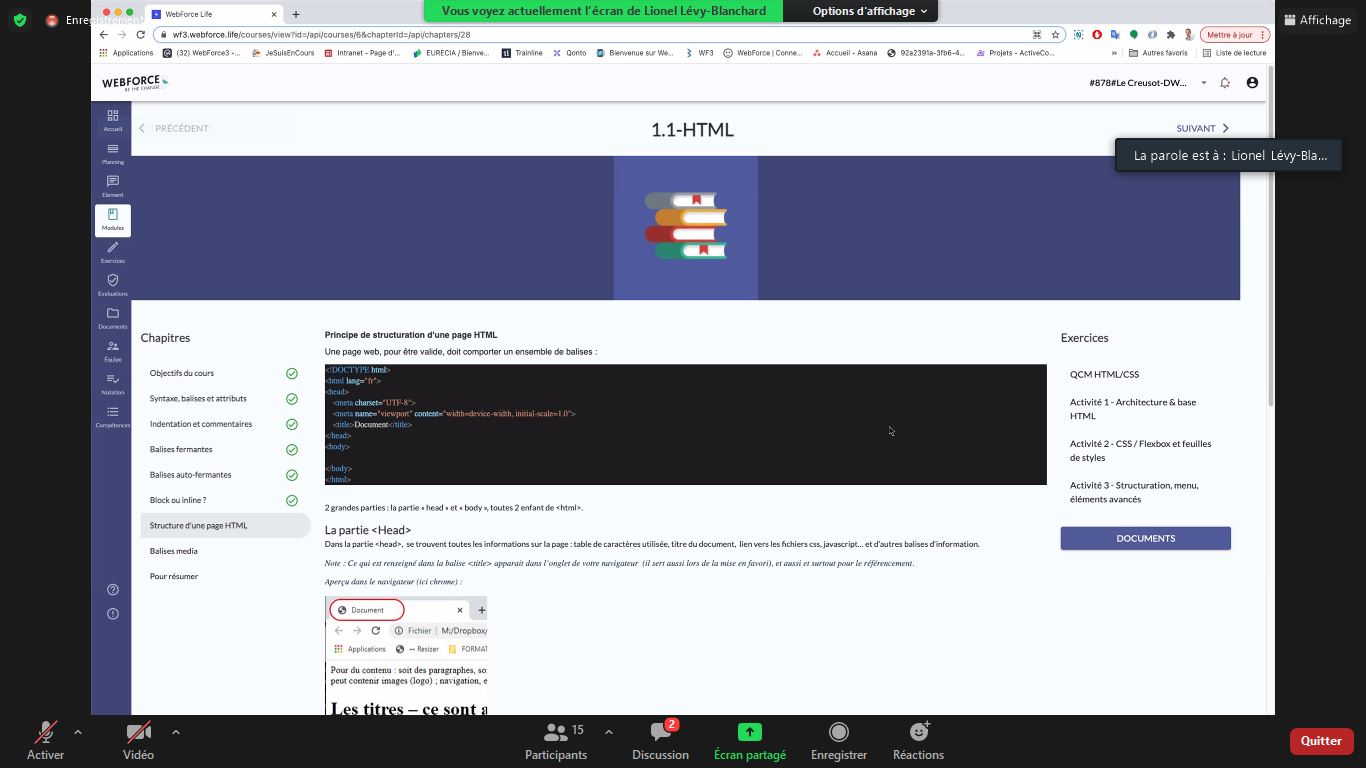 Enregistrement
WebForce Life
Vous voyez actuellement l'écran de Lionel Lévy-Blanchard
Options d'affichage
Affichage
wf3.webforce.life/courses/view?id=/api/courses/6&chapterId=/api/chapters/28
Mettre à jour
Applications
(32) WebForce3 -...
JeSuisEnCours
Intranet - Page d'...
EURECIA / Bienve...
Trainline
Qonto
Bienvenue sur We...
WF3
WebForce | Conne...
Accueil - Asana
92a2391a-3fb6-4...
Projets - ActiveCo...
»
Autres favoris
Liste de lecture
WEBFORCE
BE THE CHANGE
#878#Le Creusot-DW...
Accueil
Planning
Element
Modules
Exercices
Evaluations
Documents
Équipe
Notation
Compétences
PRÉCÉDENT
1.1-HTML
SUIVANT
La parole est à : Lionel Lévy-Bla...
Chapitres
Objectifs du cours
Syntaxe, balises et attributs
Indentation et commentaires
Balises fermantes
Balises auto-fermantes
Block ou inline ?
Structure d'une page HTML
Balises media
Pour résumer
Principe de structuration d'une page HTML
Une page web, pour être valide, doit comporter un ensemble de balises :
<!DOCTYPE html>
<html lang="fr">
<head>
<meta charset="UTF-8">
<meta name="viewport" content="width=device-width, initial-scale=1.0">
<title>Document</title>
</head>
<body>
</body>
</html>
2 grandes parties : la partie « head » et « body », toutes 2 enfant de <html>.
La partie <Head>
Dans la partie <head>, se trouvent toutes les informations sur la page : table de caractères utilisée, titre du document, lien vers les fichiers css, javascript... et d'autres balises d'information.
Note : Ce qui est renseigné dans la balise <title> apparait dans l'onglet de votre navigateur (il sert aussi lors de la mise en favori), et aussi et surtout pour le référencement.
Aperçu dans le navigateur (ici chrome) :
Document
Fichier
M:/Dropbox/
Applications
Resizer
FORMAT
Pour du contenu : soit des paragraphes, so
peut contenir images (logo) ; navigation, e
Les titres – ce sont a
Exercices
QCM HTML/CSS
Activité 1 - Architecture & base
HTML
Activité 2 - CSS / Flexbox et feuilles
de styles
Activité 3 - Structuration, menu,
éléments avancés
DOCUMENTS
Activer
Vidéo
15
Participants
2
Discussion
Écran partagé
Enregistrer
Réactions
Quitter